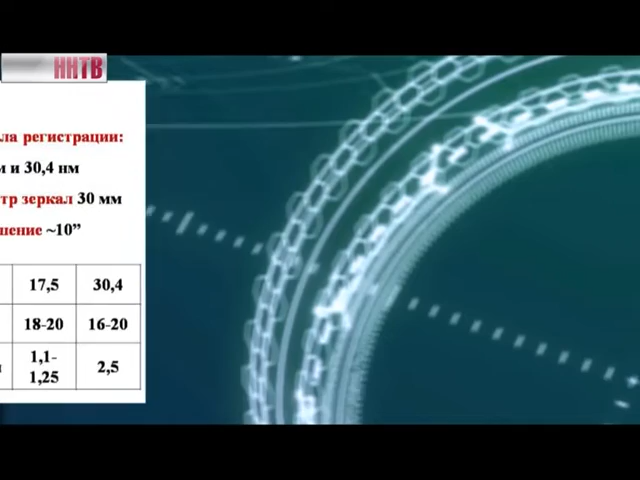 ННТВ
ла регистрации:
м и 30,4 нм
тр зеркал 30 мм
шение ~10”
17,5 30,4
18-20 16-20
1,1-
1,25 2,5